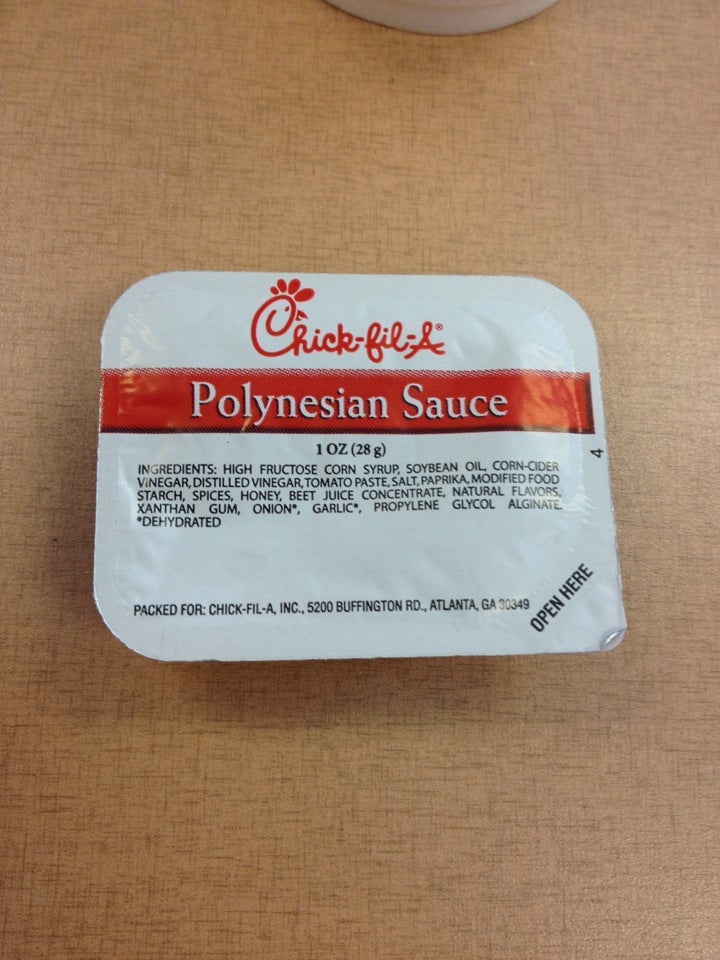 Chick-fil-A®
Polynesian Sauce
1 OZ (28 g)
INGREDIENTS: HIGH FRUCTOSE CORN SYRUP, SOYBEAN OIL, CORN-CIDER
VINEGAR, DISTILLED VINEGAR, TOMATO PASTE, SALT, PAPRIKA, MODIFIED FOOD
STARCH, SPICES, HONEY, BEET JUICE CONCENTRATE, NATURAL FLAVORS,
XANTHAN GUM, ONION*, GARLIC*, PROPYLENE GLYCOL ALGINATE.
*DEHYDRATED
4
PACKED FOR: CHICK-FIL-A, INC., 5200 BUFFINGTON RD., ATLANTA, GA 30349
OPEN HERE